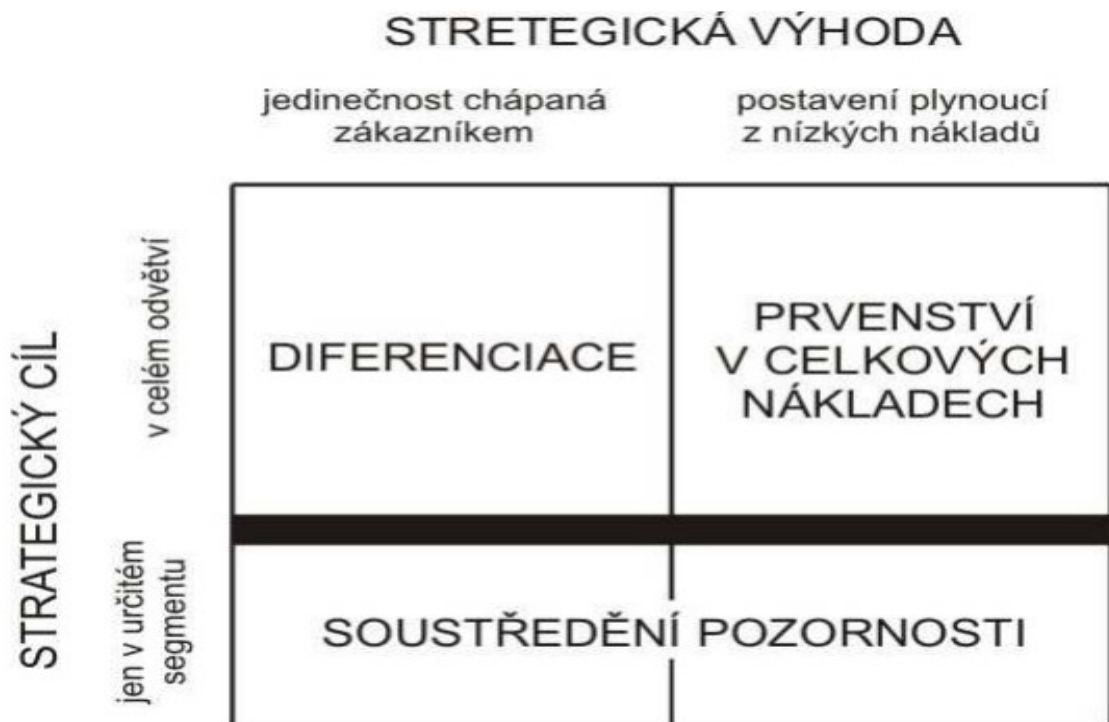 STRETEGICKÁ VÝHODA
jedinečnost chápaná
zákazníkem
postavení plynoucí
z nízkých nákladů
STRATEGICKÝ CÍL
v celém odvětví
DIFERENCIACE
PRVENSTVÍ
V CELKOVÝCH
NÁKLADECH
jen v určitém
segmentu
SOUSTŘEDĚNÍ POZORNOSTI